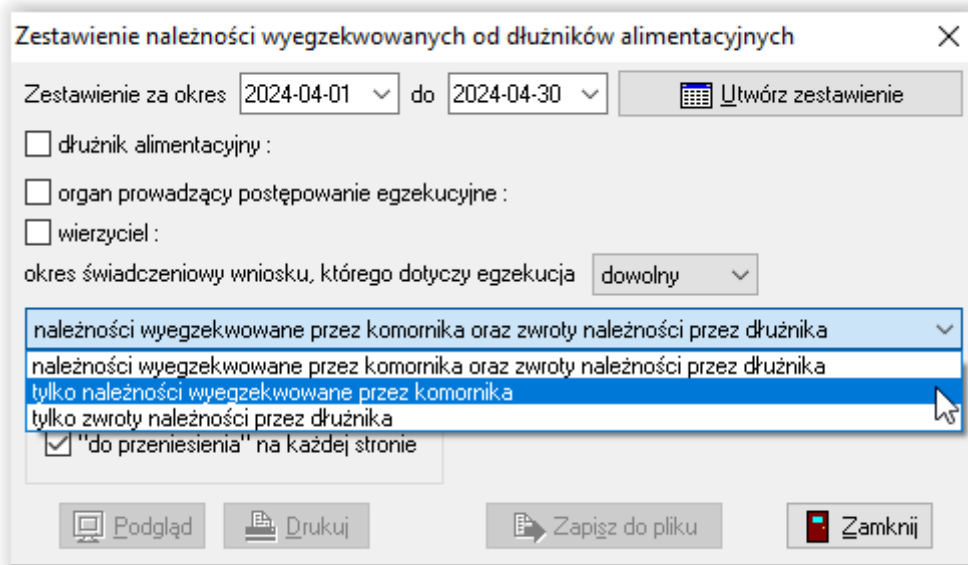 Zestawienie należności wyegzekwowanych od dłużników alimentacyjnych
Zestawienie za okres 2024-04-01 do 2024-04-30 Utwórz zestawienie
dłużnik alimentacyjny :
organ prowadzący postępowanie egzekucyjne :
wierzyciel :
okres świadczeniowy wniosku, którego dotyczy egzekucja dowolny
należności wyegzekwowane przez komornika oraz zwroty należności przez dłużnika
należności wyegzekwowane przez komornika oraz zwroty należności przez dłużnika
tylko należności wyegzekwowane przez komornika
tylko zwroty należności przez dłużnika
"do przeniesienia" na każdej stronie
Podgląd Drukuj Zapisz do pliku Zamknij